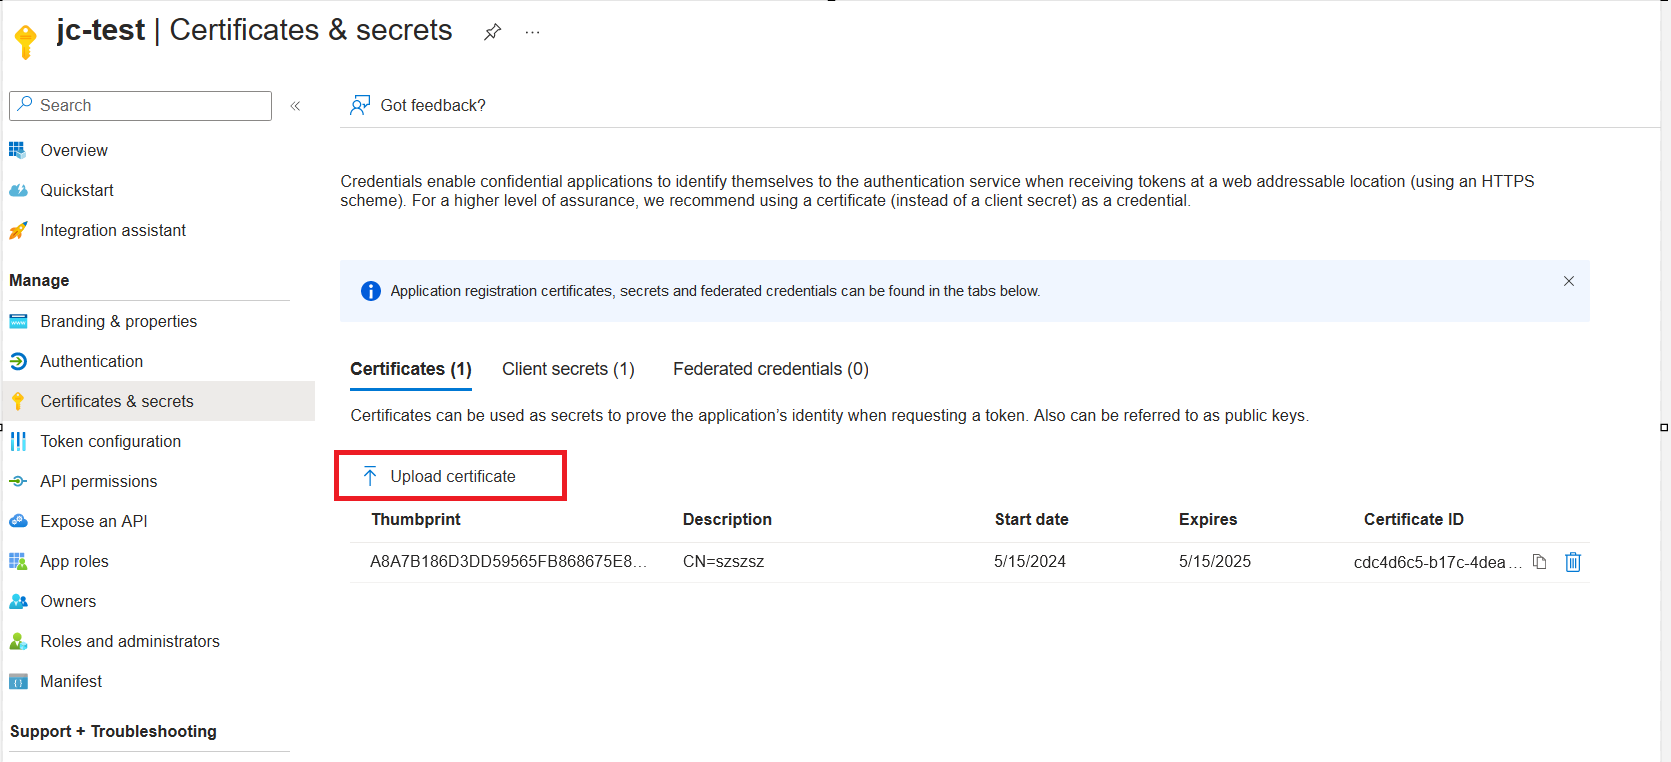 jc-test | Certificates & secrets
Search
Got feedback?
Overview
Quickstart
Integration assistant
Manage
Branding & properties
Authentication
Certificates & secrets
Token configuration
API permissions
Expose an API
App roles
Owners
Roles and administrators
Manifest
Support + Troubleshooting
Credentials enable confidential applications to identify themselves to the authentication service when receiving tokens at a web addressable location (using an HTTPS
scheme). For a higher level of assurance, we recommend using a certificate (instead of a client secret) as a credential.
Application registration certificates, secrets and federated credentials can be found in the tabs below.
Certificates (1) Client secrets (1) Federated credentials (0)
Certificates can be used as secrets to prove the application’s identity when requesting a token. Also can be referred to as public keys.
Upload certificate
Thumbprint Description Start date Expires Certificate ID
A8A7B186D3DD59565FB868675E8... CN=szszsz 5/15/2024 5/15/2025 cdc4d6c5-b17c-4dea...